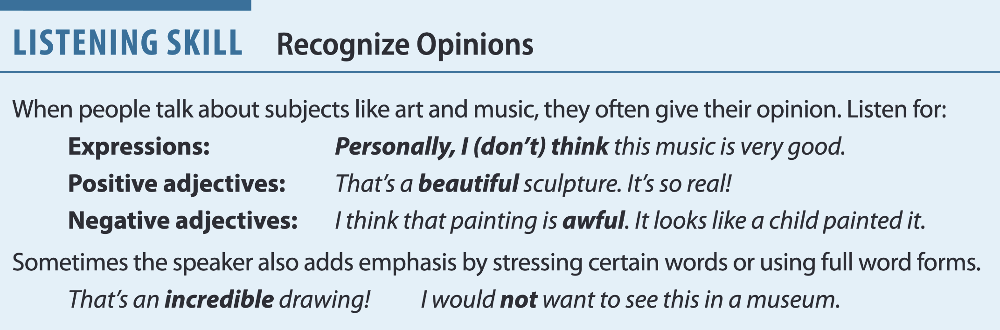 LISTENING SKILL Recognize Opinions
When people talk about subjects like art and music, they often give their opinion. Listen for:
Expressions: Personally, I (don’t) think this music is very good.
Positive adjectives: That’s a beautiful sculpture. It’s so real!
Negative adjectives: I think that painting is awful. It looks like a child painted it.
Sometimes the speaker also adds emphasis by stressing certain words or using full word forms.
That’s an incredible drawing! I would not want to see this in a museum.